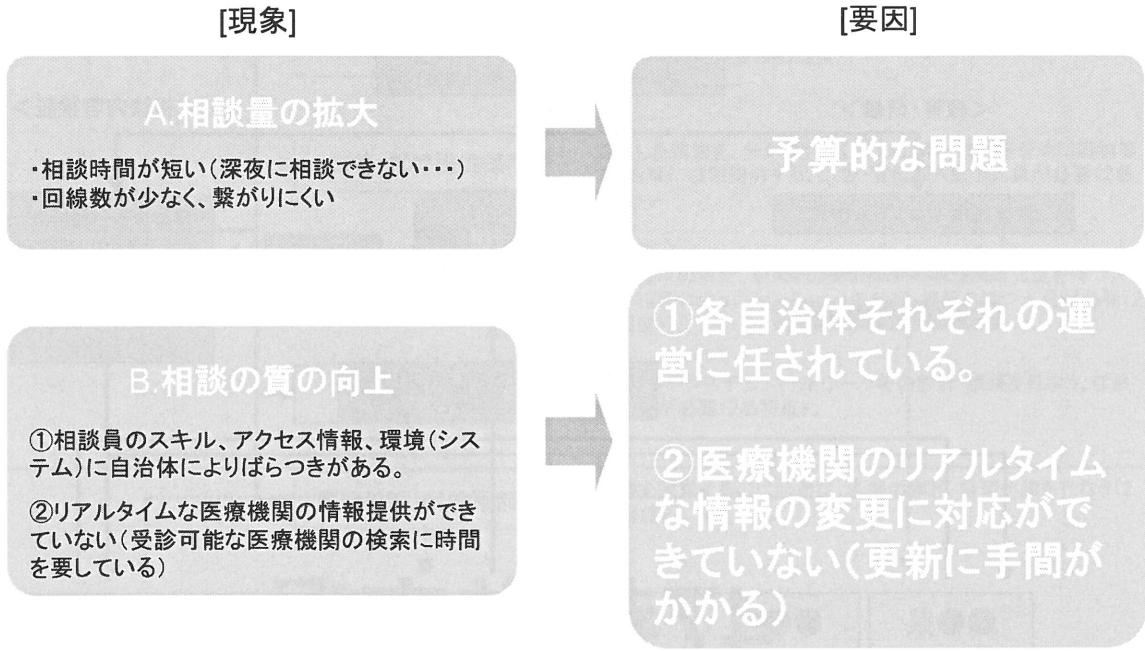 [現象]
[要因]
A.相談量の拡大
・相談時間が短い(深夜に相談できない・・・)
・回線数が少なく、繋がりにくい
予算的な問題
B.相談の質の向上
①相談員のスキル、アクセス情報、環境(シス
テム)に自治体によりばらつきがある。
②リアルタイムな医療機関の情報提供ができ
ていない(受診可能な医療機関の検索に時間
を要している)
①各自治体それぞれの運
営に任されている。
②医療機関のリアルタイム
な情報の変更に対応がで
きていない(更新に手間が
かかる)